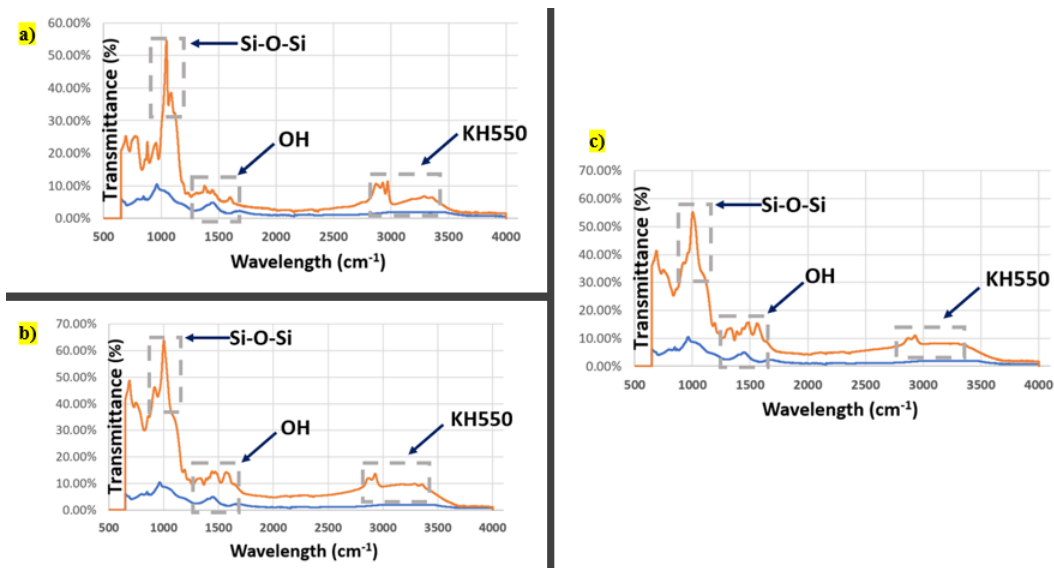 a)
60.00%
50.00%
40.00%
30.00%
20.00%
10.00%
0.00%
Transmittance (%)
Si-O-Si
OH
KH550
500 1000 1500 2000 2500 3000 3500 4000
Wavelength (cm⁻¹)
b)
70.00%
60.00%
50.00%
40.00%
30.00%
20.00%
10.00%
0.00%
Transmittance (%)
Si-O-Si
OH
KH550
500 1000 1500 2000 2500 3000 3500 4000
Wavelength (cm⁻¹)
c)
70.00%
60.00%
50.00%
40.00%
30.00%
20.00%
10.00%
0.00%
Transmittance (%)
Si-O-Si
OH
KH550
500 1000 1500 2000 2500 3000 3500 4000
Wavelength (cm⁻¹)